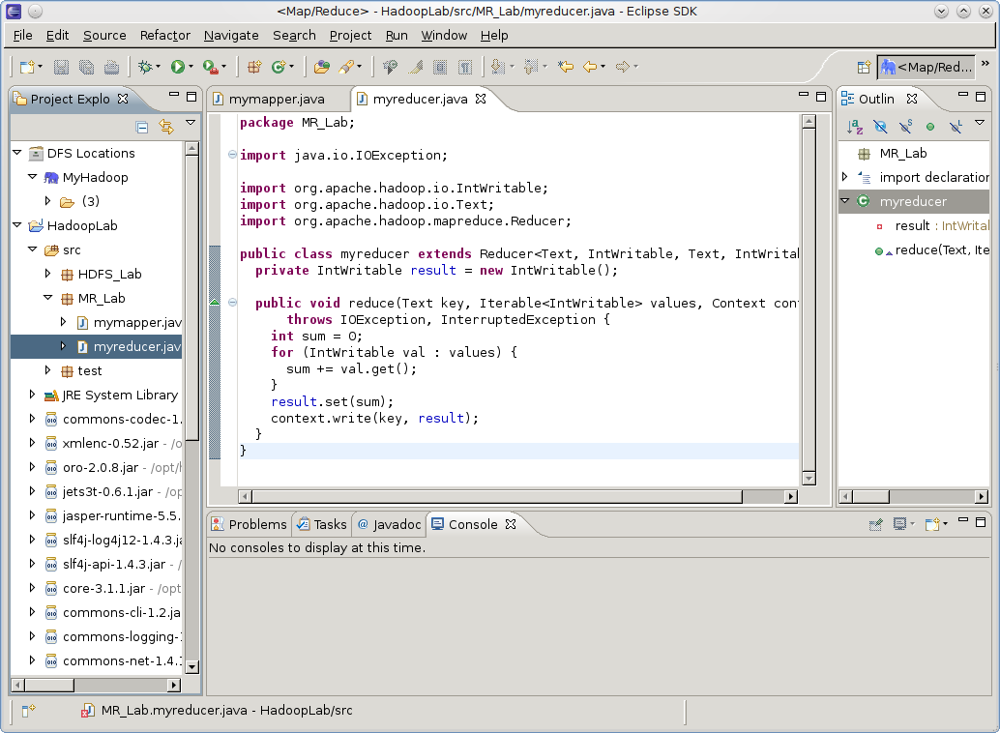 <Map/Reduce> - HadoopLab/src/MR_Lab/myreducer.java - Eclipse SDK
File Edit Source Refactor Navigate Search Project Run Window Help
<Map/Red... »
Project Explo
mymapper.java
myreducer.java
Outlin
DFS Locations
MyHadoop
(3)
HadoopLab
src
HDFS_Lab
MR_Lab
mymapper.jav
myreducer.jav
test
JRE System Library
commons-codec-1.
xmlenc-0.52.jar - /o
oro-2.0.8.jar - /opt/h
jets3t-0.6.1.jar - /op
jasper-runtime-5.5.
slf4j-log4j12-1.4.3.ja
slf4j-api-1.4.3.jar - /
core-3.1.1.jar - /opt
commons-cli-1.2.ja
commons-logging-1
commons-net-1.4.1
package MR_Lab;
import java.io.IOException;
import org.apache.hadoop.io.IntWritable;
import org.apache.hadoop.io.Text;
import org.apache.hadoop.mapreduce.Reducer;
public class myreducer extends Reducer<Text, IntWritable, Text, IntWritab
private IntWritable result = new IntWritable();
public void reduce(Text key, Iterable<IntWritable> values, Context cont
throws IOException, InterruptedException {
int sum = 0;
for (IntWritable val : values) {
sum += val.get();
}
result.set(sum);
context.write(key, result);
}
}
MR_Lab
import declaration
myreducer
result : IntWritab
reduce(Text, Ite
Problems Tasks @ Javadoc Console
No consoles to display at this time.
MR_Lab.myreducer.java - HadoopLab/src